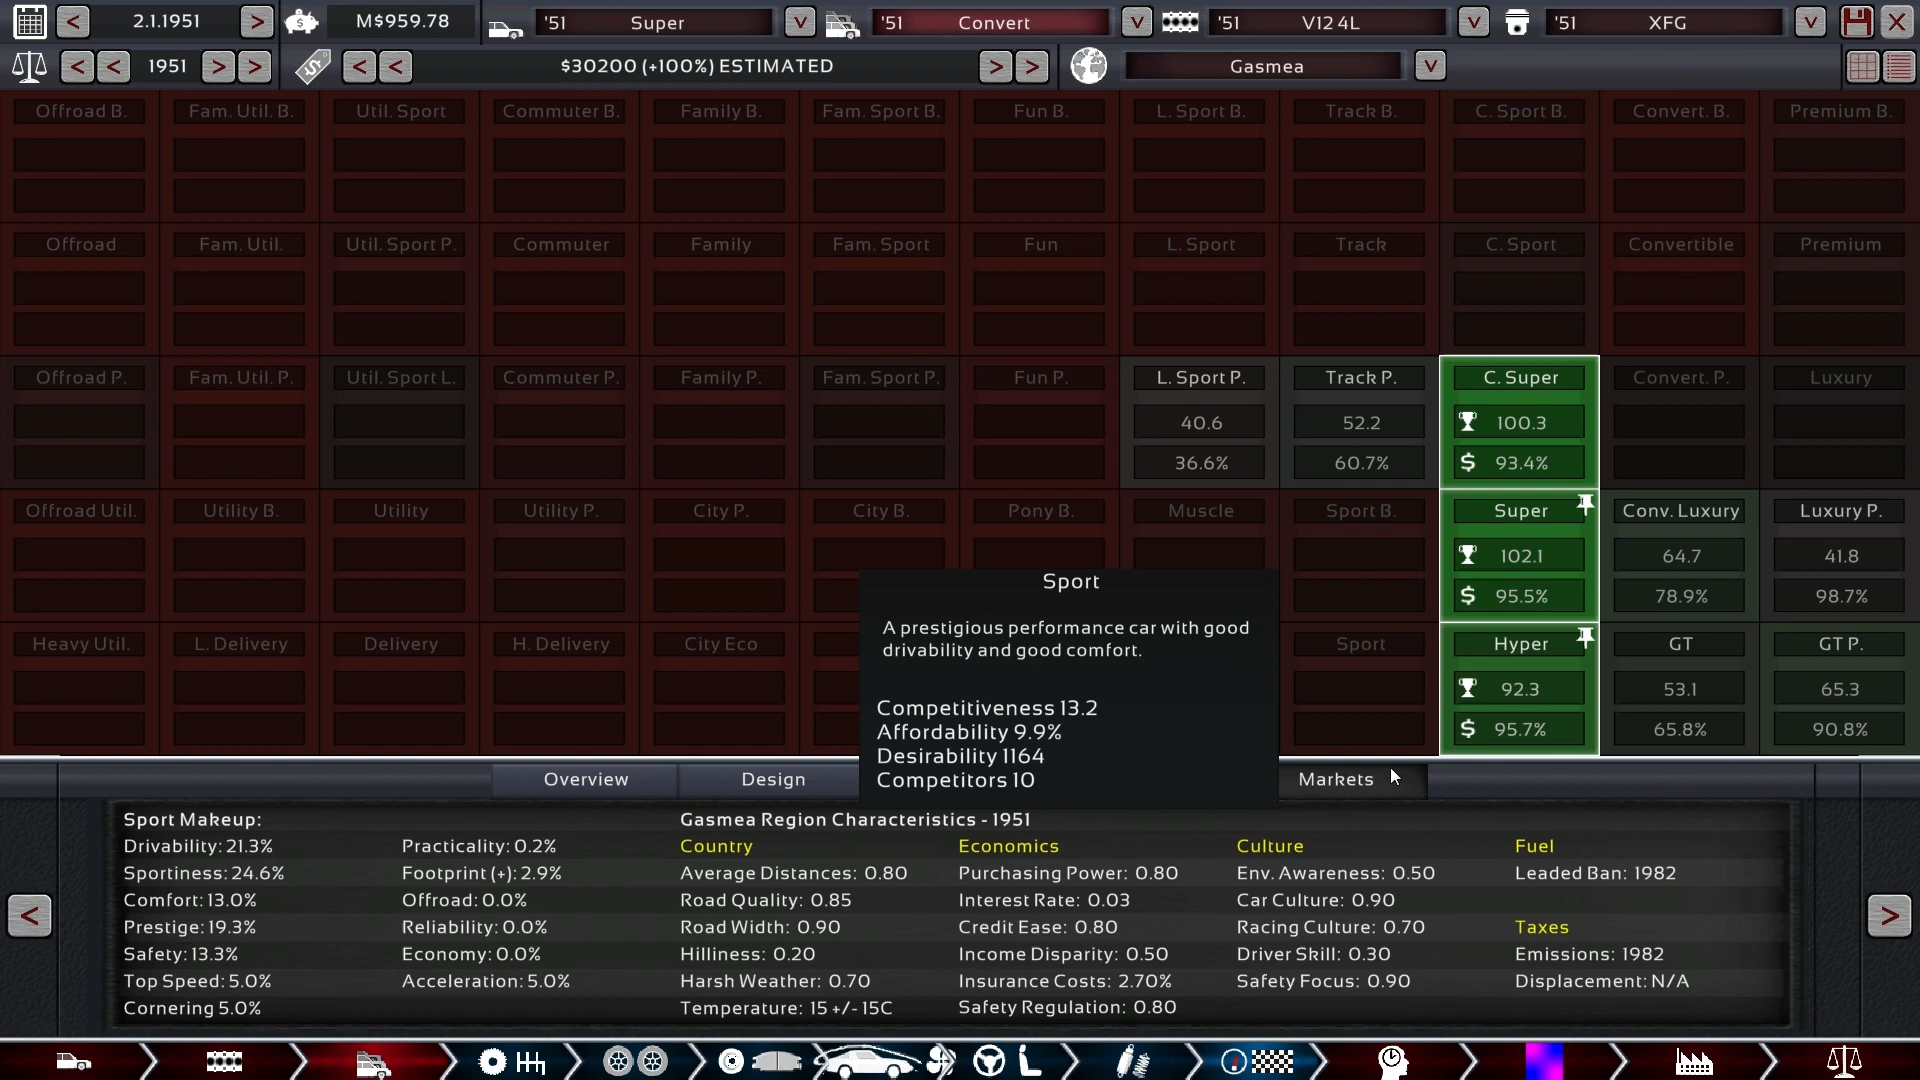 2.1.1951 M$959.78 '51 Super '51 Convert '51 V12 4L '51 XFG
1951 $30200 (+100%) ESTIMATED Gasmea
Offroad B. Fam. Util. B. Util. Sport Commuter B. Family B. Fam. Sport B. Fun B. L. Sport B. Track B. C. Sport B. Convert. B. Premium B.
Offroad Fam. Util. Util. Sport P. Commuter Family Fam. Sport Fun L. Sport Track C. Sport Convertible Premium
Offroad P. Fam. Util. P. Util. Sport L. Commuter P. Family P. Fam. Sport P. Fun P. L. Sport P. Track P. C. Super Convert. P. Luxury
40.6 52.2 100.3
36.6% 60.7% $ 93.4%
Offroad Util. Utility B. Utility Utility P. City P. City B. Pony B. Muscle Sport B. Super Conv. Luxury Luxury P.
102.1 64.7 41.8
$ 95.5% 78.9% 98.7%
Heavy Util. L. Delivery Delivery H. Delivery City Eco Sport Hyper GT GT P.
92.3 53.1 65.3
$ 95.7% 65.8% 90.8%
Sport
A prestigious performance car with good
drivability and good comfort.
Competitiveness 13.2
Affordability 9.9%
Desirability 1164
Competitors 10
Overview Design Markets
Sport Makeup:
Drivability: 21.3%
Sportiness: 24.6%
Comfort: 13.0%
Prestige: 19.3%
Safety: 13.3%
Top Speed: 5.0%
Cornering 5.0%
Practicality: 0.2%
Footprint (+): 2.9%
Offroad: 0.0%
Reliability: 0.0%
Economy: 0.0%
Acceleration: 5.0%
Gasmea Region Characteristics - 1951
Country
Average Distances: 0.80
Road Quality: 0.85
Road Width: 0.90
Hilliness: 0.20
Harsh Weather: 0.70
Temperature: 15 +/- 15C
Economics
Purchasing Power: 0.80
Interest Rate: 0.03
Credit Ease: 0.80
Income Disparity: 0.50
Insurance Costs: 2.70%
Safety Regulation: 0.80
Culture
Env. Awareness: 0.50
Car Culture: 0.90
Racing Culture: 0.70
Driver Skill: 0.30
Safety Focus: 0.90
Fuel
Leaded Ban: 1982
Taxes
Emissions: 1982
Displacement: N/A